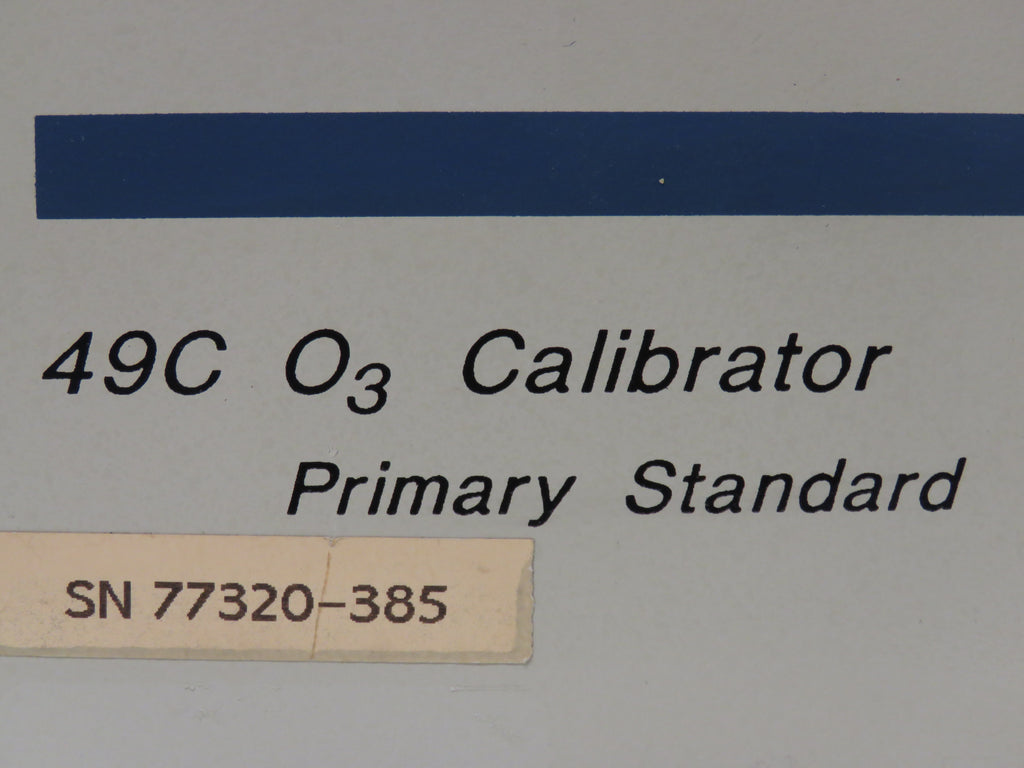 49C O₃ Calibrator
Primary Standard
SN 77320-385